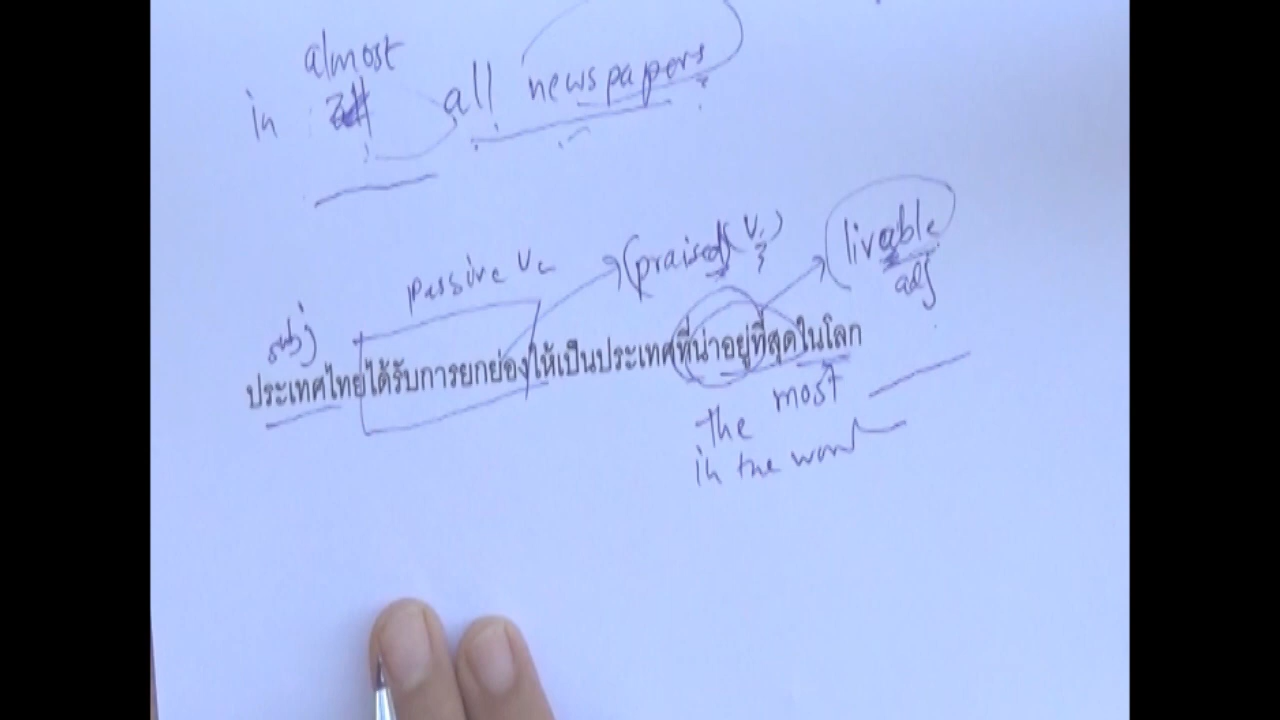 almost
in all newspapers
passive (praised) (V.3) liveable
subj adj
ประเทศไทยได้รับการยกย่องให้เป็นประเทศที่น่าอยู่ที่สุดในโลก
the most
in the